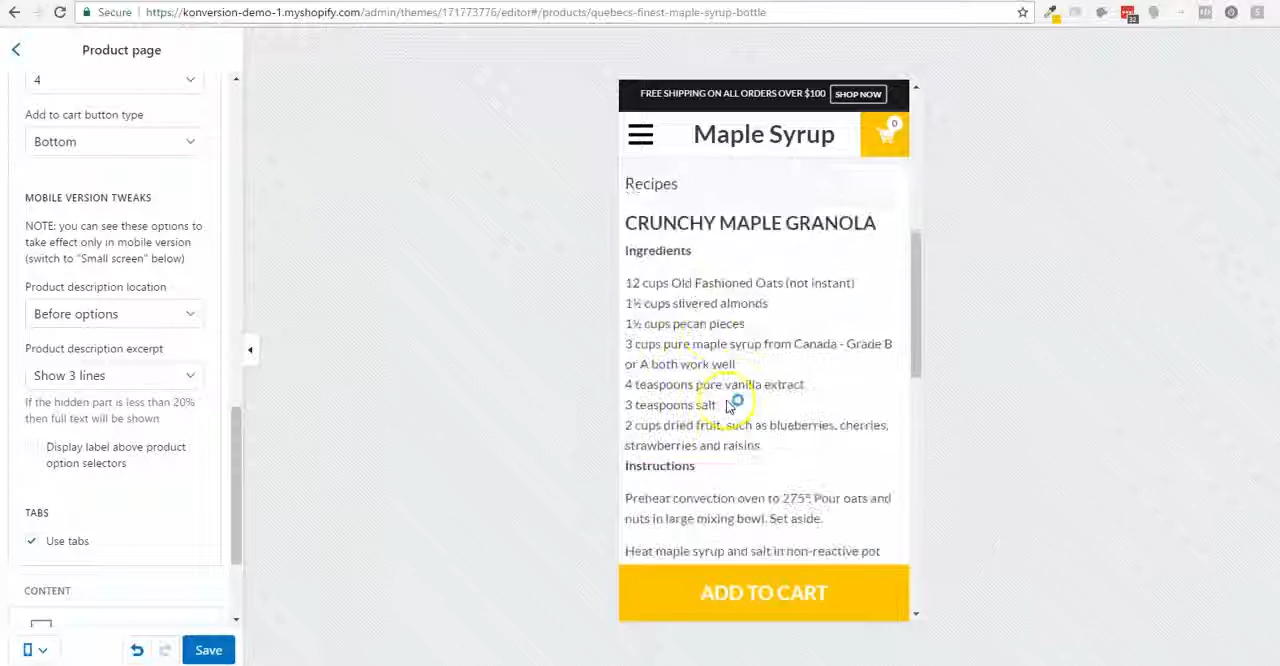 Secure
https://konversion-demo-1.myshopify.com/admin/themes/171773776/editor#/products/quebecs-finest-maple-syrup-bottle
32
Product page
4
Add to cart button type
Bottom
MOBILE VERSION TWEAKS
NOTE: you can see these options to
take effect only in mobile version
(switch to "Small screen" below)
Product description location
Before options
Product description excerpt
Show 3 lines
If the hidden part is less than 20%
then full text will be shown
Display label above product
option selectors
TABS
Use tabs
CONTENT
Save
FREE SHIPPING ON ALL ORDERS OVER $100
SHOP NOW
Maple Syrup
0
Recipes
CRUNCHY MAPLE GRANOLA
Ingredients
12 cups Old Fashioned Oats (not instant)
1½ cups slivered almonds
1½ cups pecan pieces
3 cups pure maple syrup from Canada - Grade B
or A both work well
4 teaspoons pure vanilla extract
3 teaspoons salt
2 cups dried fruit, such as blueberries, cherries,
strawberries and raisins
Instructions
Preheat convection oven to 275°. Pour oats and
nuts in large mixing bowl. Set aside.
Heat maple syrup and salt in non-reactive pot
ADD TO CART